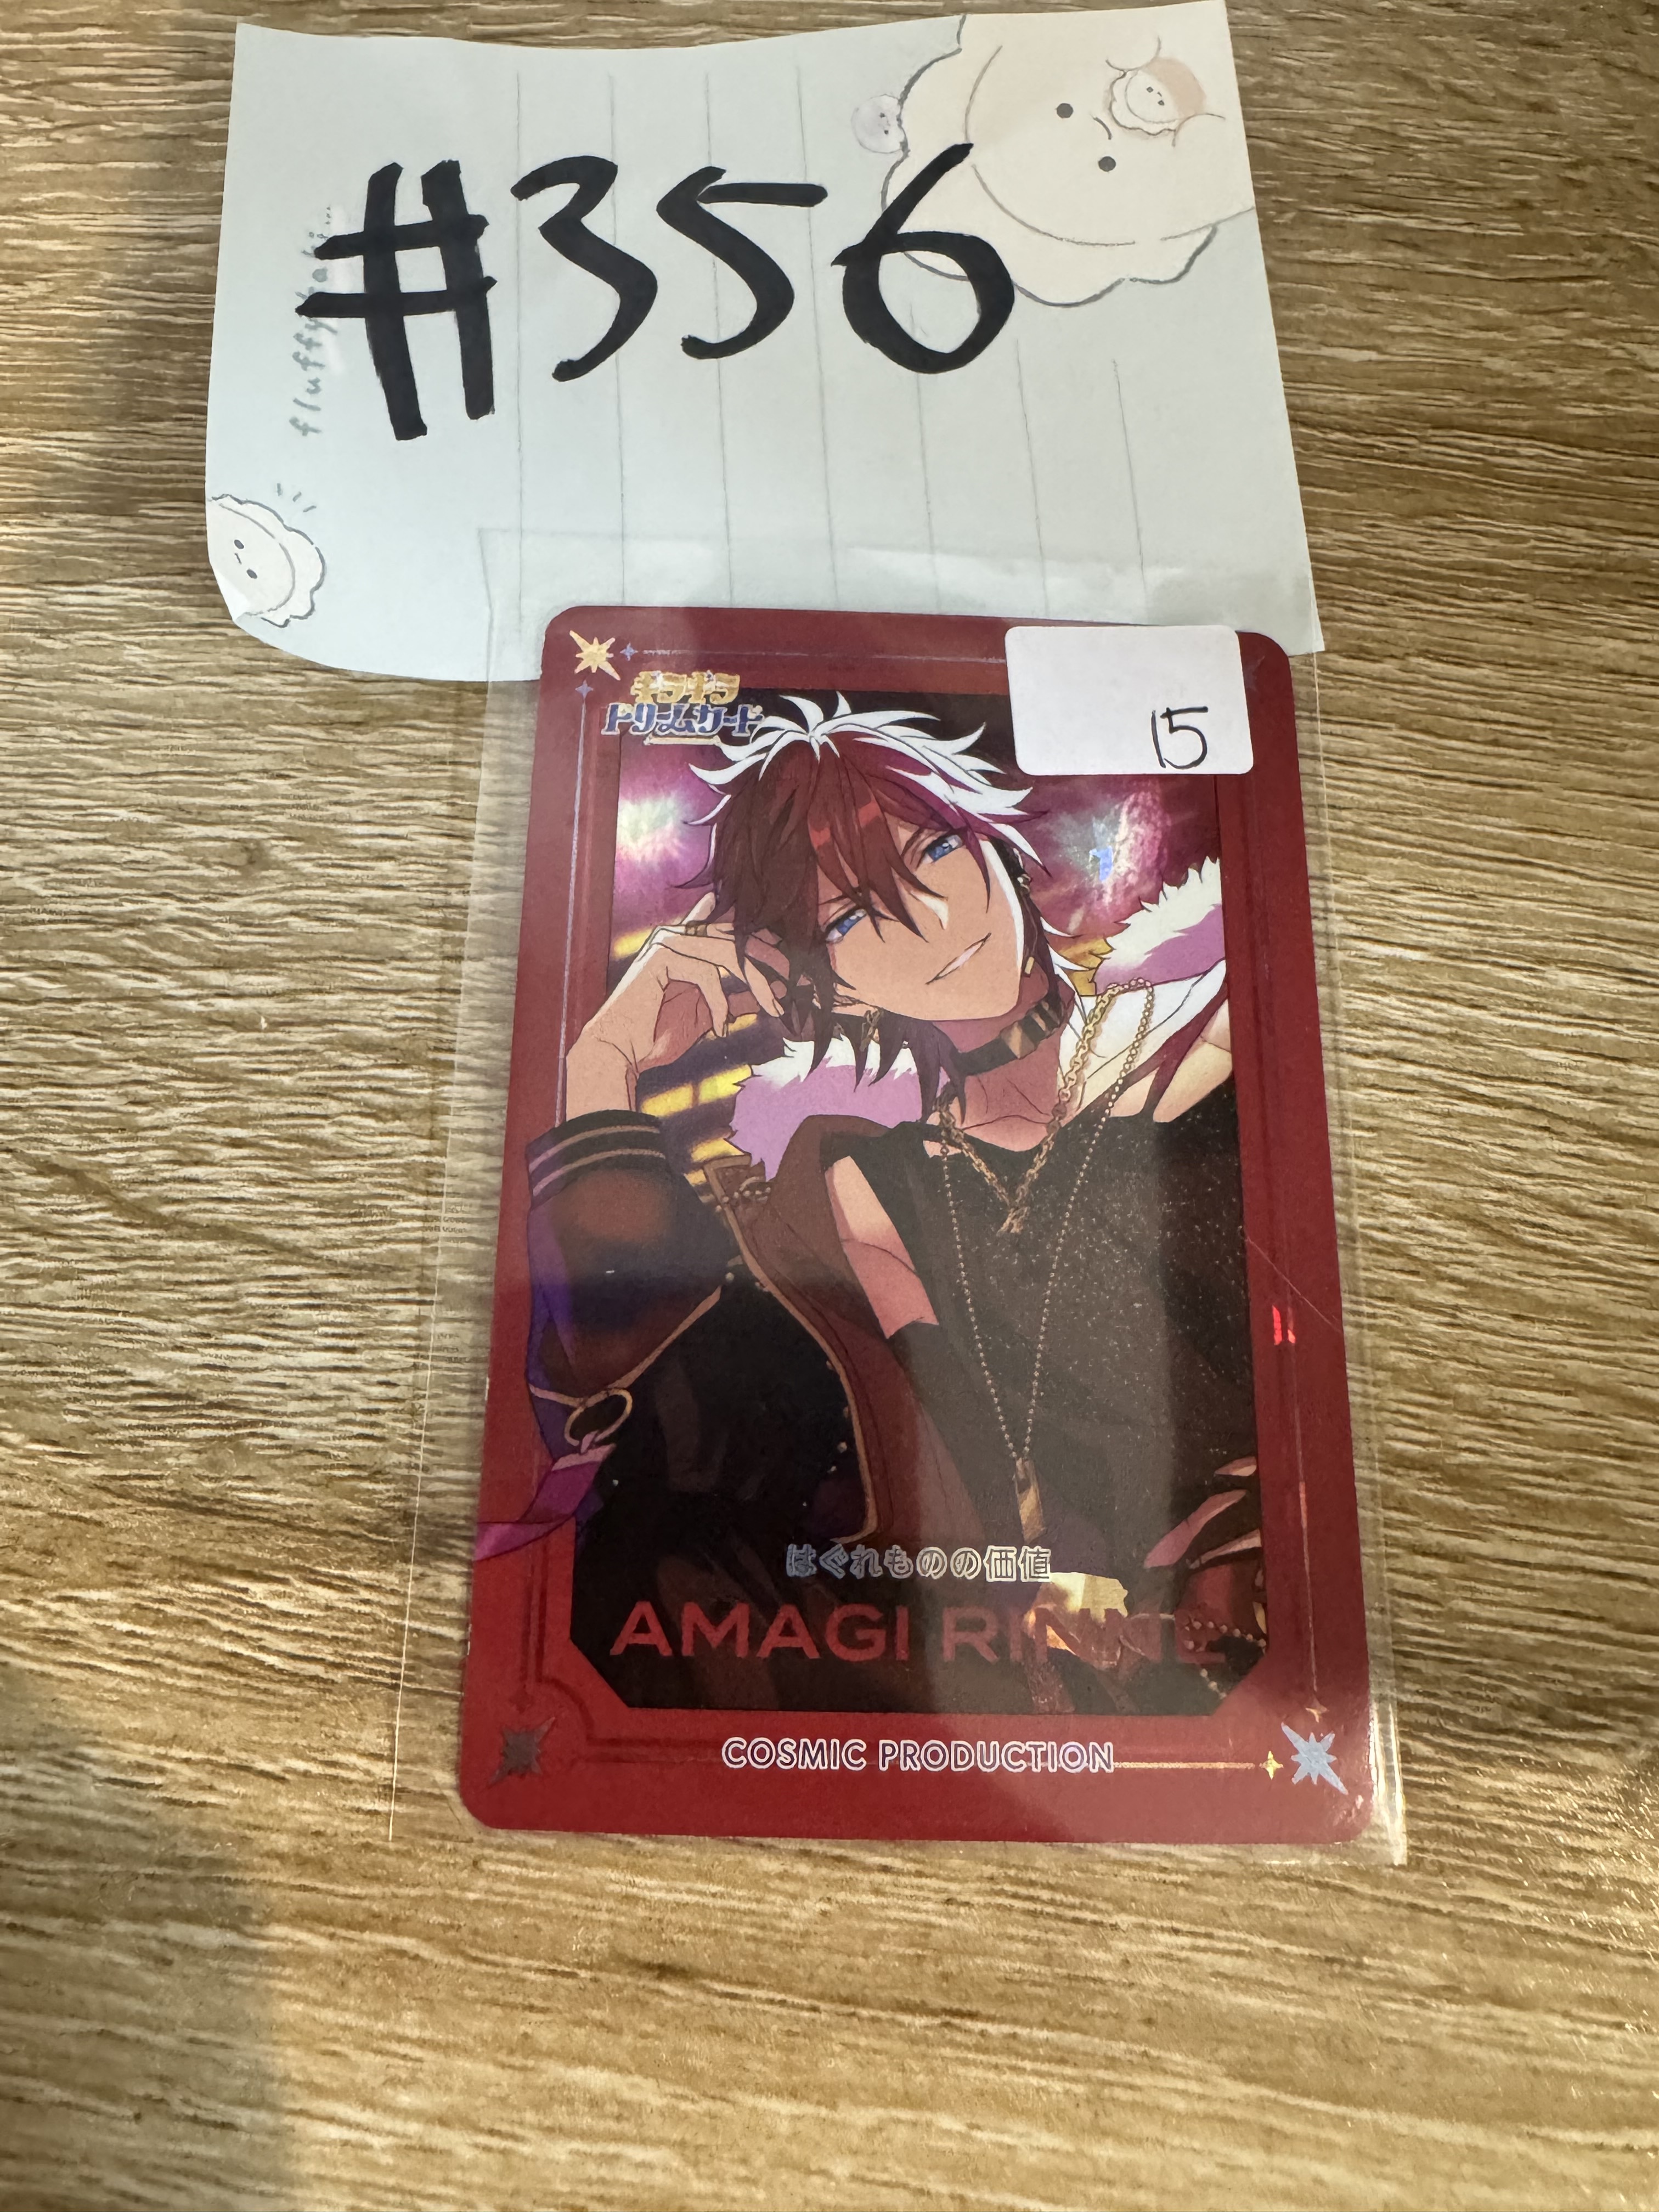 #356
15
キラキラ
ドリームカード
はぐれものの価値
AMAGI RINNE
COSMIC PRODUCTION